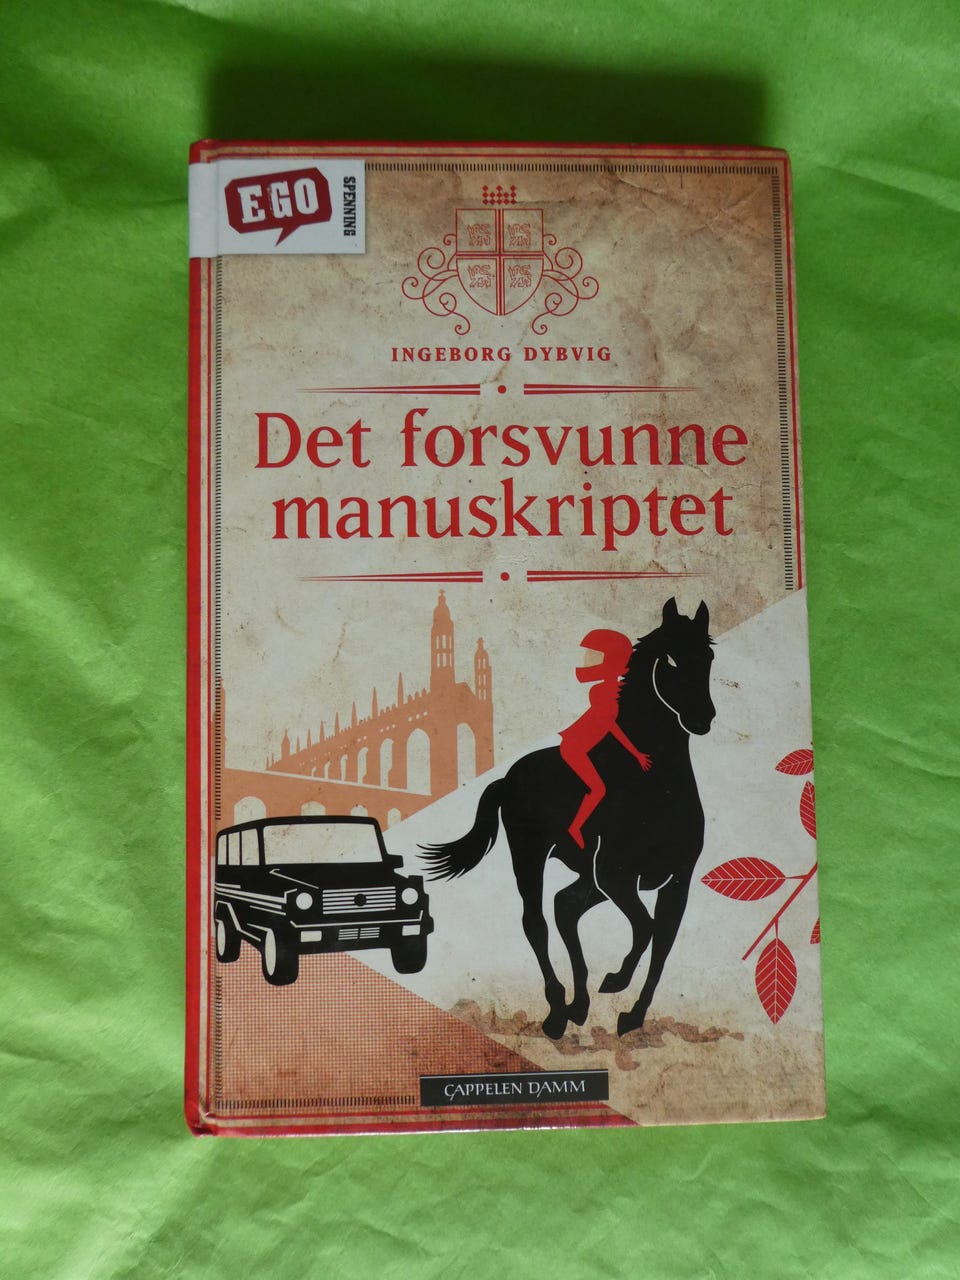 EGO
SPENNING
INGEBORG DYBVIG
Det forsvunne
manuskriptet
CAPPELEN DAMM